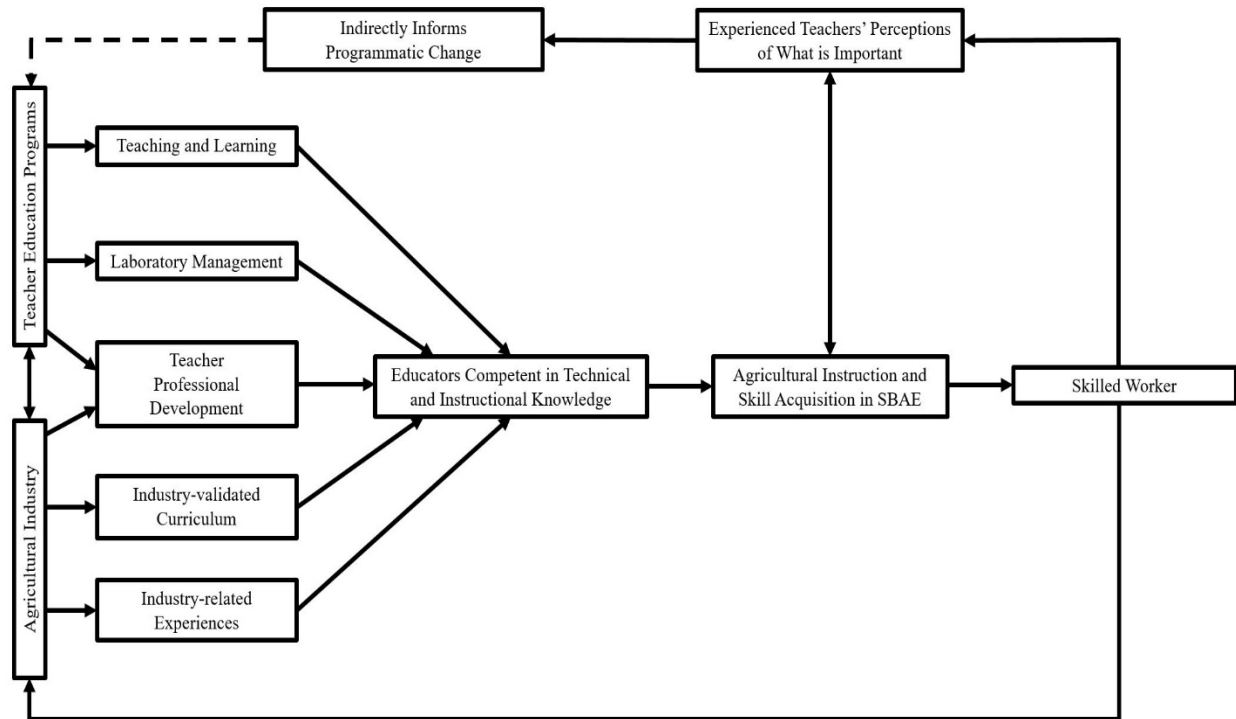 Indirectly Informs
Programmatic Change
Experienced Teachers' Perceptions
of What is Important
Teacher Education Programs
Teaching and Learning
Laboratory Management
Teacher
Professional
Development
Educators Competent in Technical
and Instructional Knowledge
Agricultural Instruction and
Skill Acquisition in SBAE
Skilled Worker
Agricultural Industry
Industry-validated
Curriculum
Industry-related
Experiences